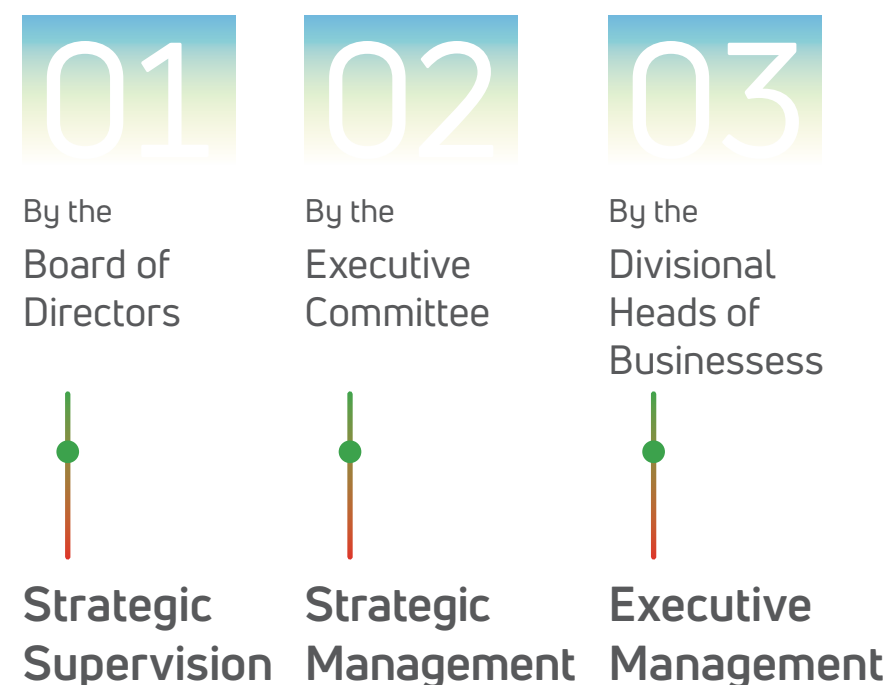 01
By the
Board of
Directors
Strategic
Supervision
02
By the
Executive
Committee
Strategic
Management
03
By the
Divisional
Heads of
Businessess
Executive
Management